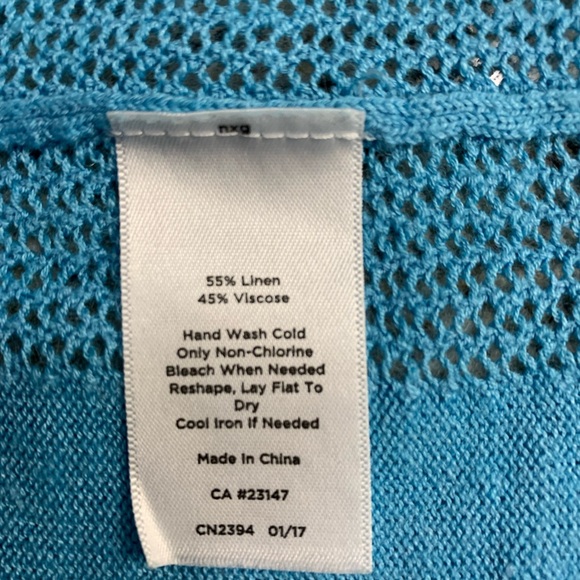 55% Linen
45% Viscose
Hand Wash Cold
Only Non-Chlorine
Bleach When Needed
Reshape, Lay Flat To
Dry
Cool Iron If Needed
Made In China
CA #23147
CN2394 01/17